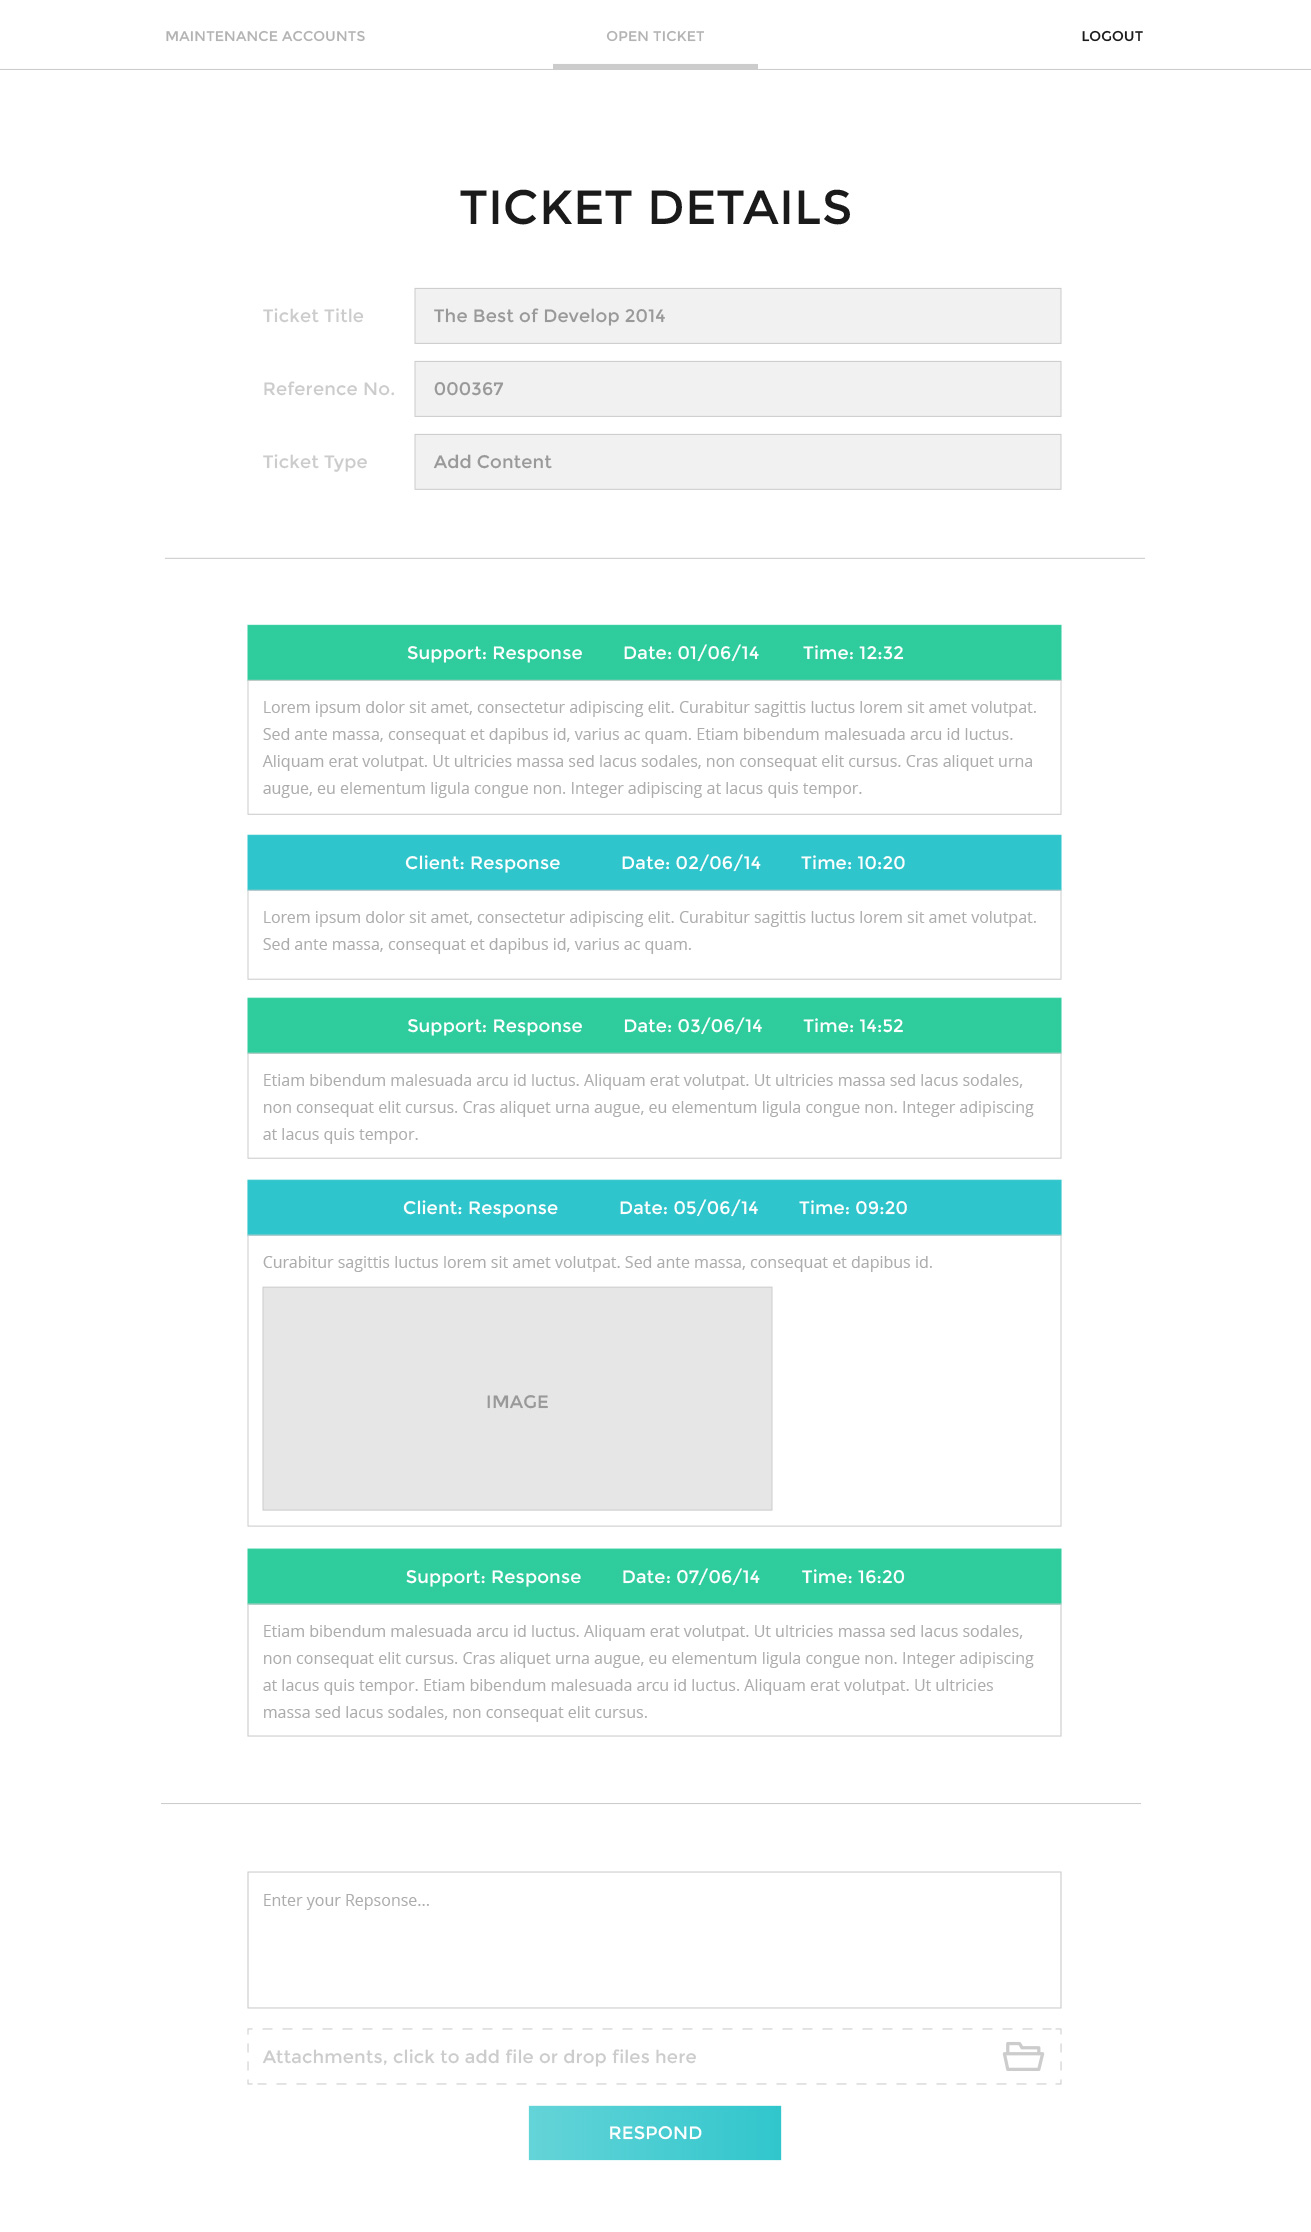 MAINTENANCE ACCOUNTS
OPEN TICKET
LOGOUT
TICKET DETAILS
Ticket Title
The Best of Develop 2014
Reference No.
000367
Ticket Type
Add Content
Support: Response Date: 01/06/14 Time: 12:32
Lorem ipsum dolor sit amet, consectetur adipiscing elit. Curabitur sagittis luctus lorem sit amet volutpat.
Sed ante massa, consequat et dapibus id, varius ac quam. Etiam bibendum malesuada arcu id luctus.
Aliquam erat volutpat. Ut ultricies massa sed lacus sodales, non consequat elit cursus. Cras aliquet urna
augue, eu elementum ligula congue non. Integer adipiscing at lacus quis tempor.
Client: Response Date: 02/06/14 Time: 10:20
Lorem ipsum dolor sit amet, consectetur adipiscing elit. Curabitur sagittis luctus lorem sit amet volutpat.
Sed ante massa, consequat et dapibus id, varius ac quam.
Support: Response Date: 03/06/14 Time: 14:52
Etiam bibendum malesuada arcu id luctus. Aliquam erat volutpat. Ut ultricies massa sed lacus sodales,
non consequat elit cursus. Cras aliquet urna augue, eu elementum ligula congue non. Integer adipiscing
at lacus quis tempor.
Client: Response Date: 05/06/14 Time: 09:20
Curabitur sagittis luctus lorem sit amet volutpat. Sed ante massa, consequat et dapibus id.
IMAGE
Support: Response Date: 07/06/14 Time: 16:20
Etiam bibendum malesuada arcu id luctus. Aliquam erat volutpat. Ut ultricies massa sed lacus sodales,
non consequat elit cursus. Cras aliquet urna augue, eu elementum ligula congue non. Integer adipiscing
at lacus quis tempor. Etiam bibendum malesuada arcu id luctus. Aliquam erat volutpat. Ut ultricies
massa sed lacus sodales, non consequat elit cursus.
Enter your Repsonse...
Attachments, click to add file or drop files here
RESPOND